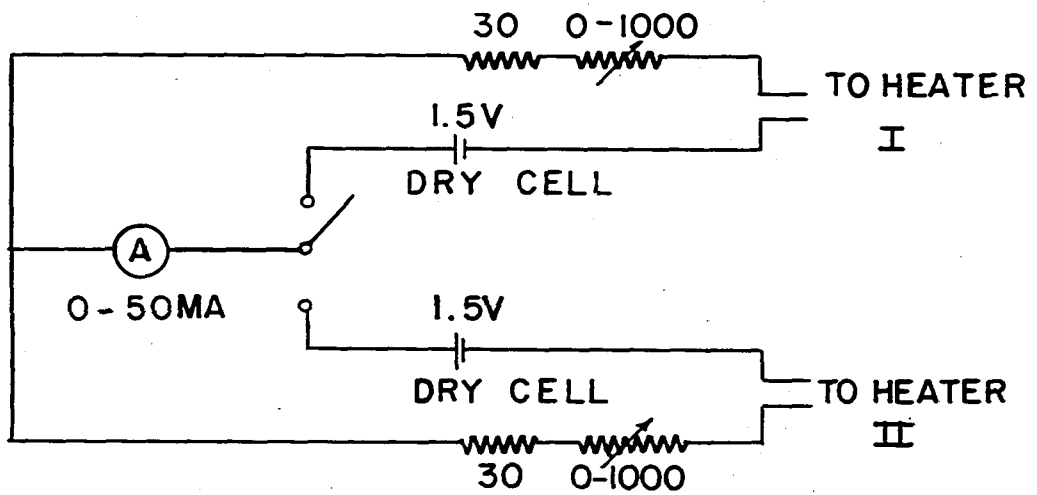 30 0-1000
TO HEATER
I
1.5V
DRY CELL
A
0-50MA
1.5V
DRY CELL
TO HEATER
II
30 0-1000